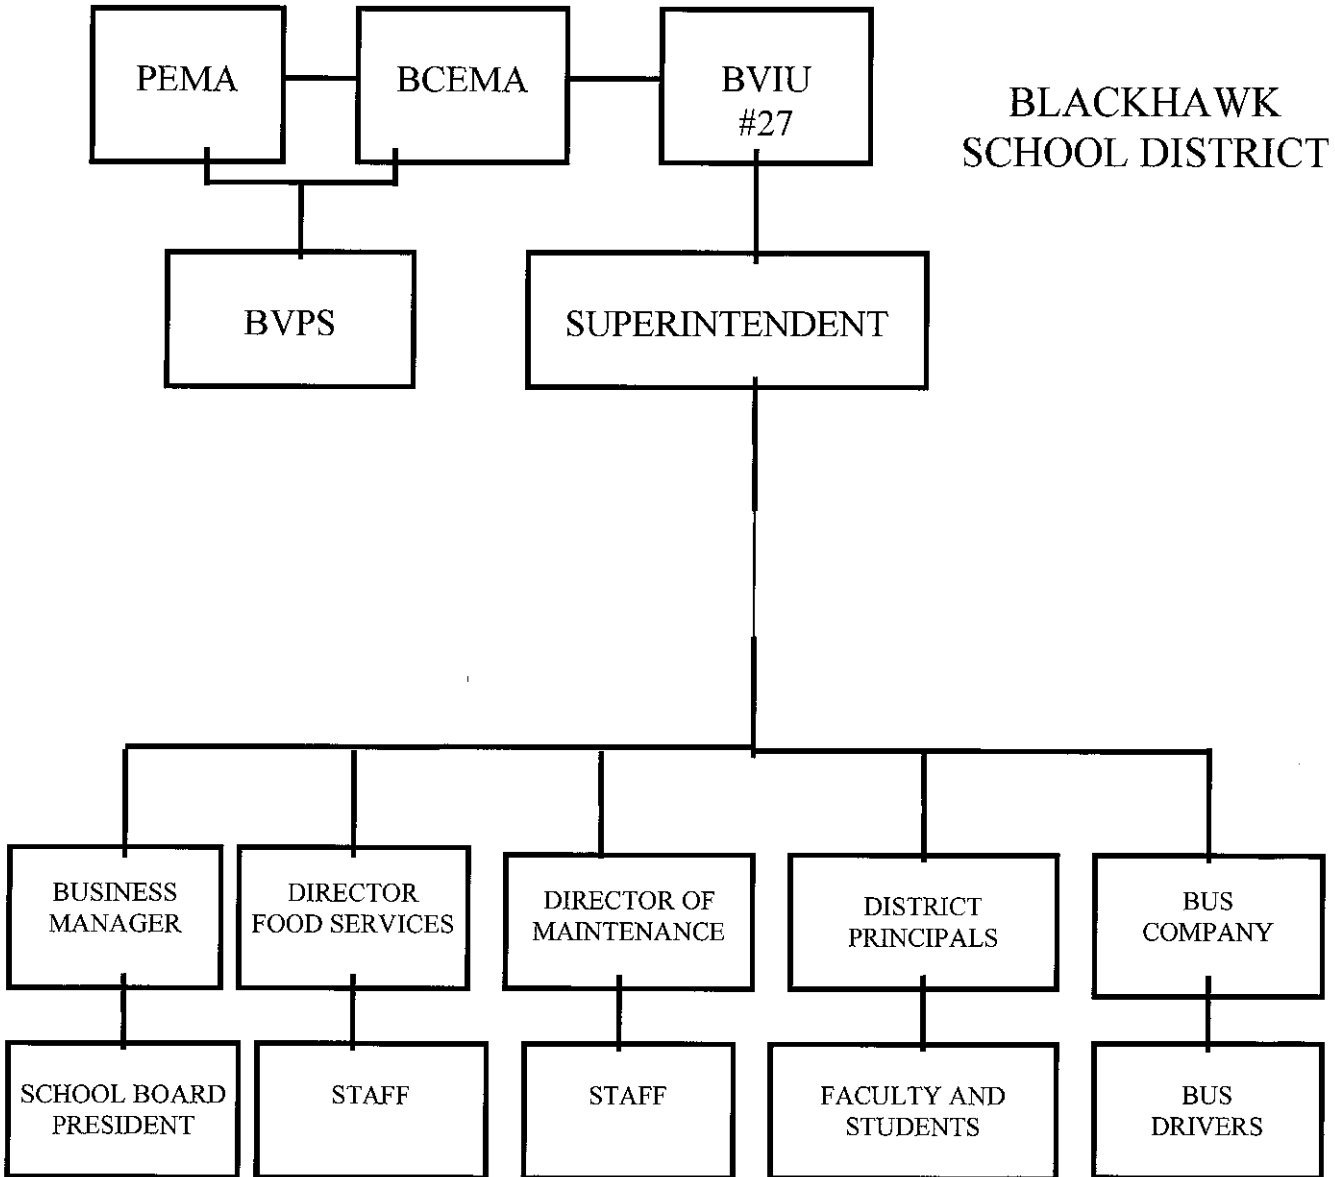 PEMA
BCEMA
BVIU
#27
BLACKHAWK
SCHOOL DISTRICT
BVPS
SUPERINTENDENT
BUSINESS
MANAGER
DIRECTOR
FOOD SERVICES
DIRECTOR OF
MAINTENANCE
DISTRICT
PRINCIPALS
BUS
COMPANY
SCHOOL BOARD
PRESIDENT
STAFF
STAFF
FACULTY AND
STUDENTS
BUS
DRIVERS